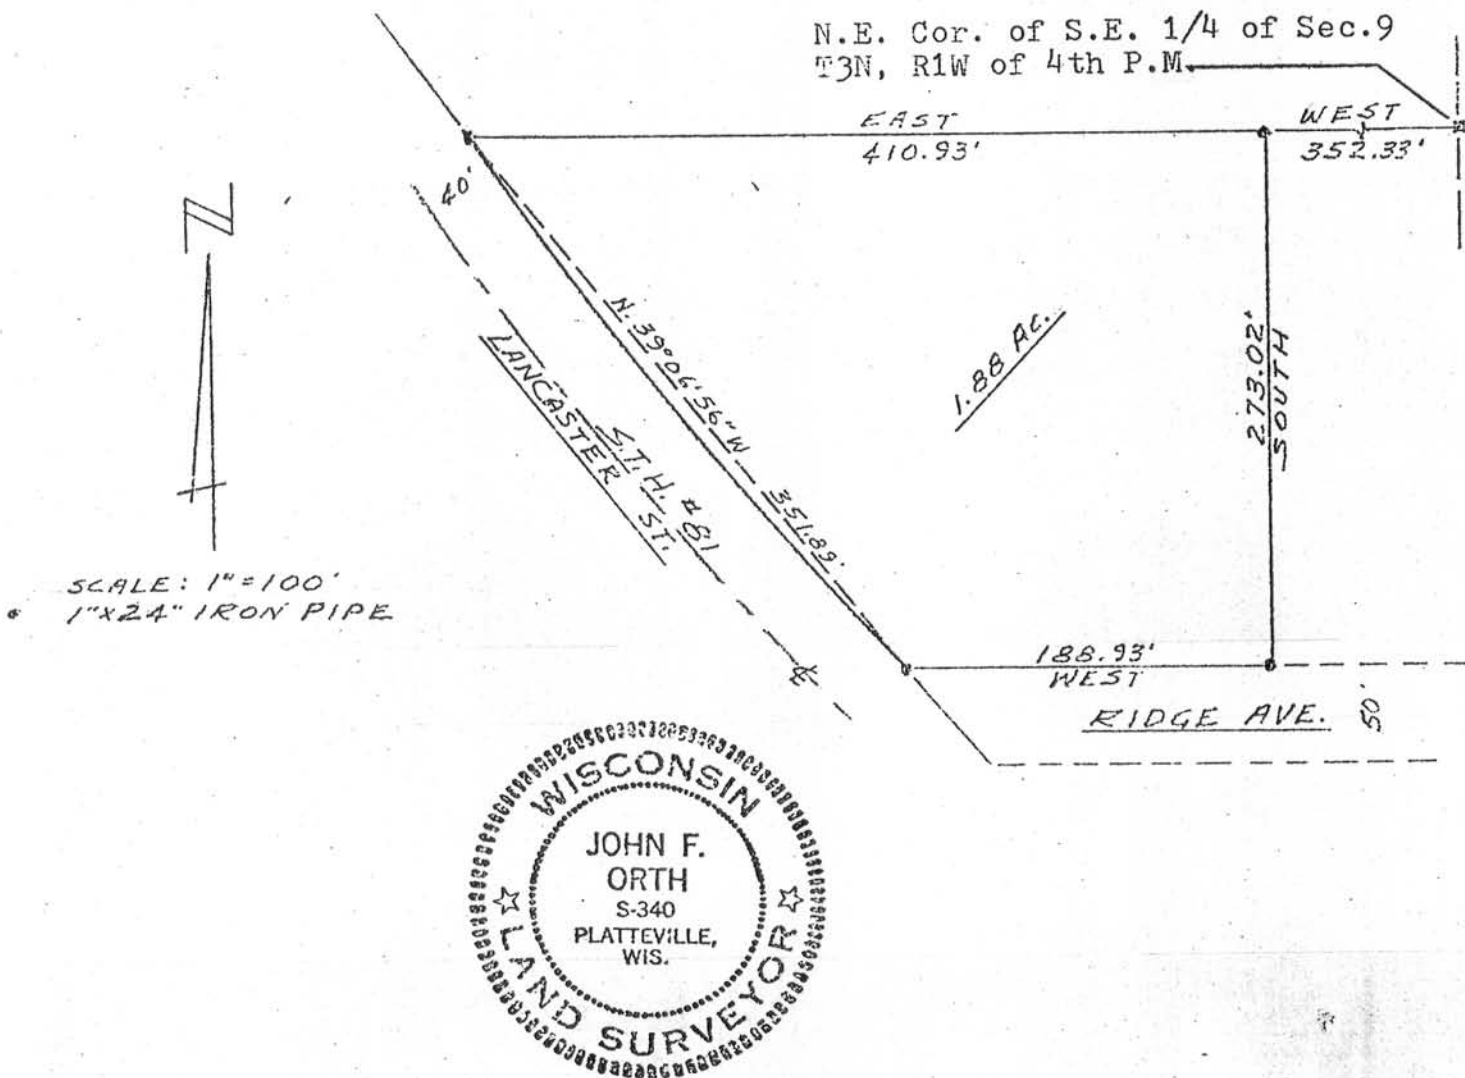 N.E. Cor. of S.E. 1/4 of Sec.9
T3N, R1W of 4th P.M.
EAST
410.93'
WEST
352.33'
40'
N
N. 39°06'56"W 351.89'
S.T.H. #81
LANCASTER ST.
1.88 AC.
273.02'
SOUTH
SCALE: 1"=100'
1"X24" IRON PIPE
188.93'
WEST
RIDGE AVE.
50'
WISCONSIN
JOHN F.
ORTH
S-340
PLATTEVILLE,
WIS.
LAND SURVEYOR